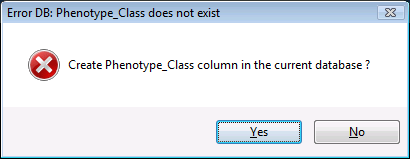 Error DB: Phenotype_Class does not exist
Create Phenotype_Class column in the current database ?
Yes
No